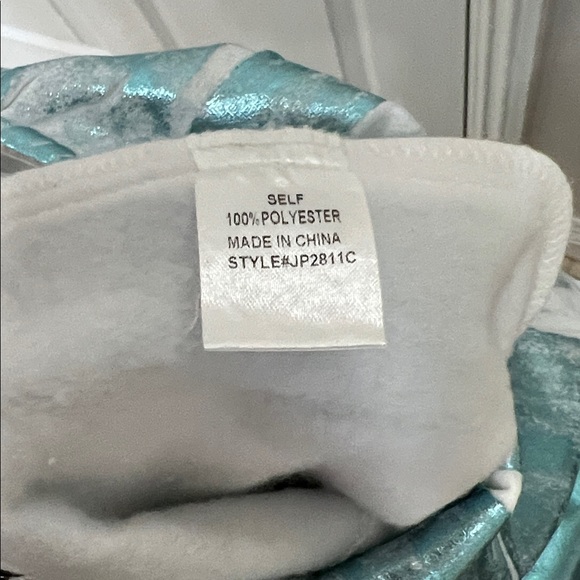 SELF
100% POLYESTER
MADE IN CHINA
STYLE#JP2811C